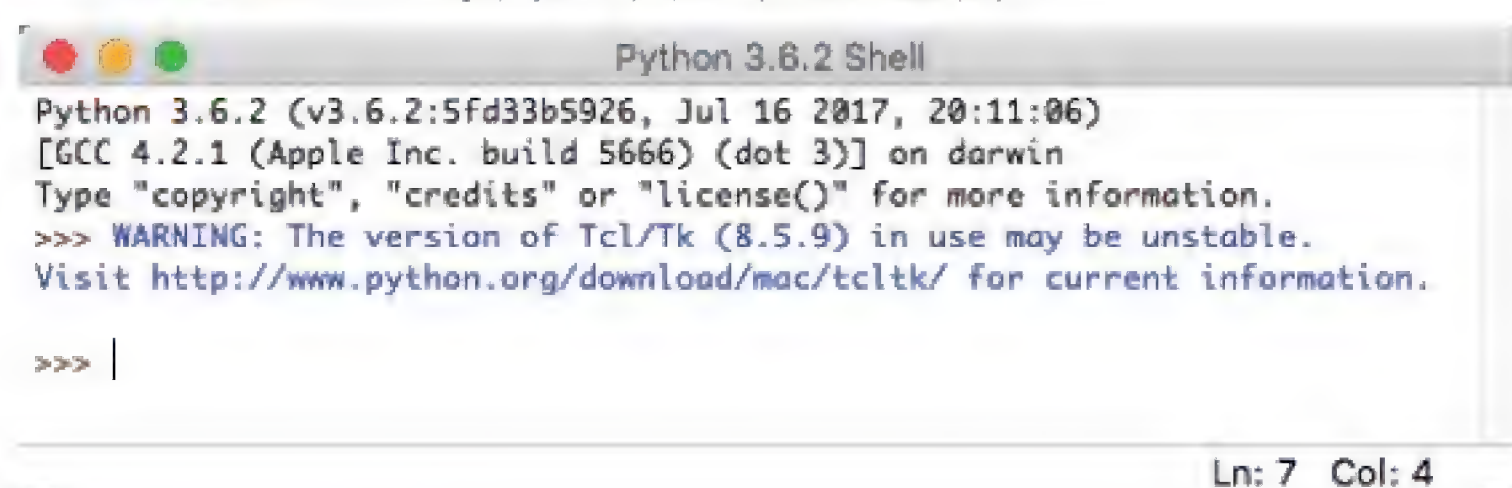 Python 3.6.2 Shell
Python 3.6.2 (v3.6.2:5fd33b5926, Jul 16 2017, 20:11:06)
[GCC 4.2.1 (Apple Inc. build 5666) (dot 3)] on darwin
Type "copyright", "credits" or "license()" for more information.
>>> WARNING: The version of Tcl/Tk (8.5.9) in use may be unstable.
Visit http://www.python.org/download/mac/tcltk/ for current information.
>>>
Ln: 7 Col: 4